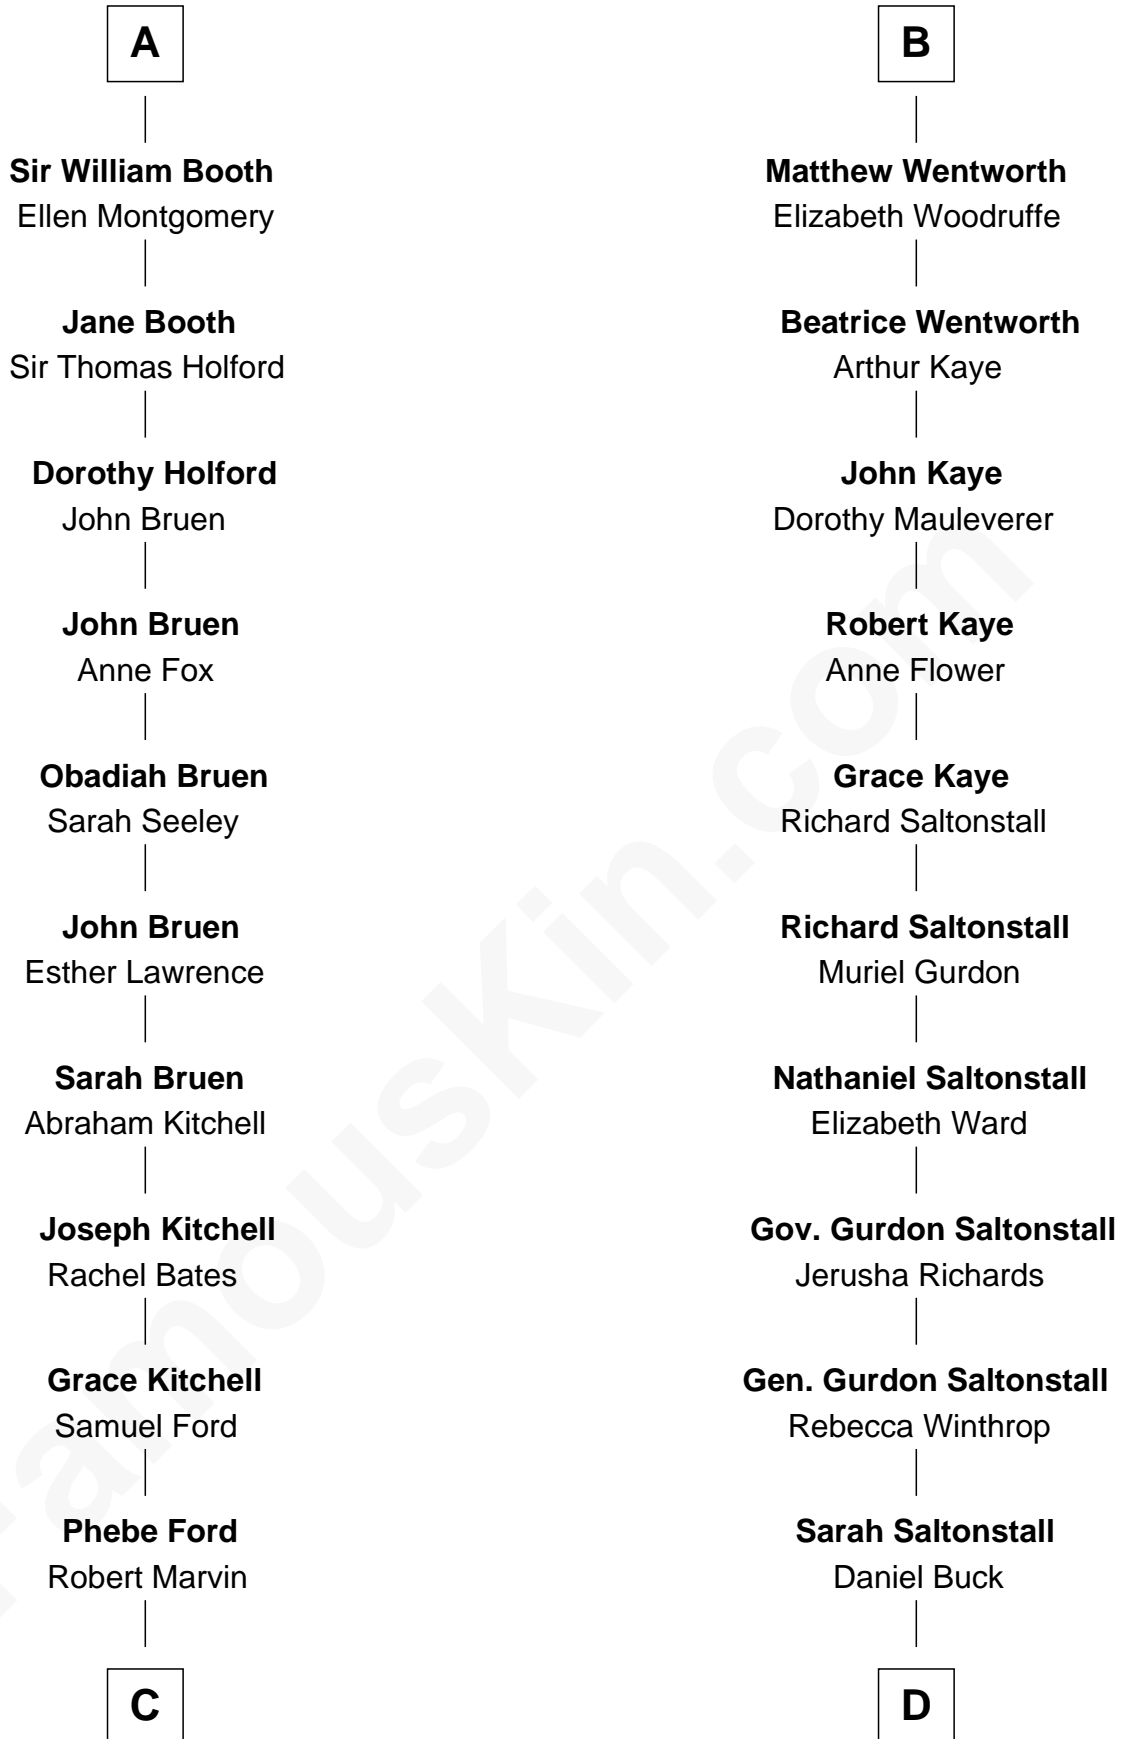 A
Sir William Booth
Ellen Montgomery
Jane Booth
Sir Thomas Holford
Dorothy Holford
John Bruen
John Bruen
Anne Fox
Obadiah Bruen
Sarah Seeley
John Bruen
Esther Lawrence
Sarah Bruen
Abraham Kitchell
Joseph Kitchell
Rachel Bates
Grace Kitchell
Samuel Ford
Phebe Ford
Robert Marvin
C
B
Matthew Wentworth
Elizabeth Woodruffe
Beatrice Wentworth
Arthur Kaye
John Kaye
Dorothy Mauleverer
Robert Kaye
Anne Flower
Grace Kaye
Richard Saltonstall
Richard Saltonstall
Muriel Gurdon
Nathaniel Saltonstall
Elizabeth Ward
Gov. Gurdon Saltonstall
Jerusha Richards
Gen. Gurdon Saltonstall
Rebecca Winthrop
Sarah Saltonstall
Daniel Buck
D
FamousKin.com